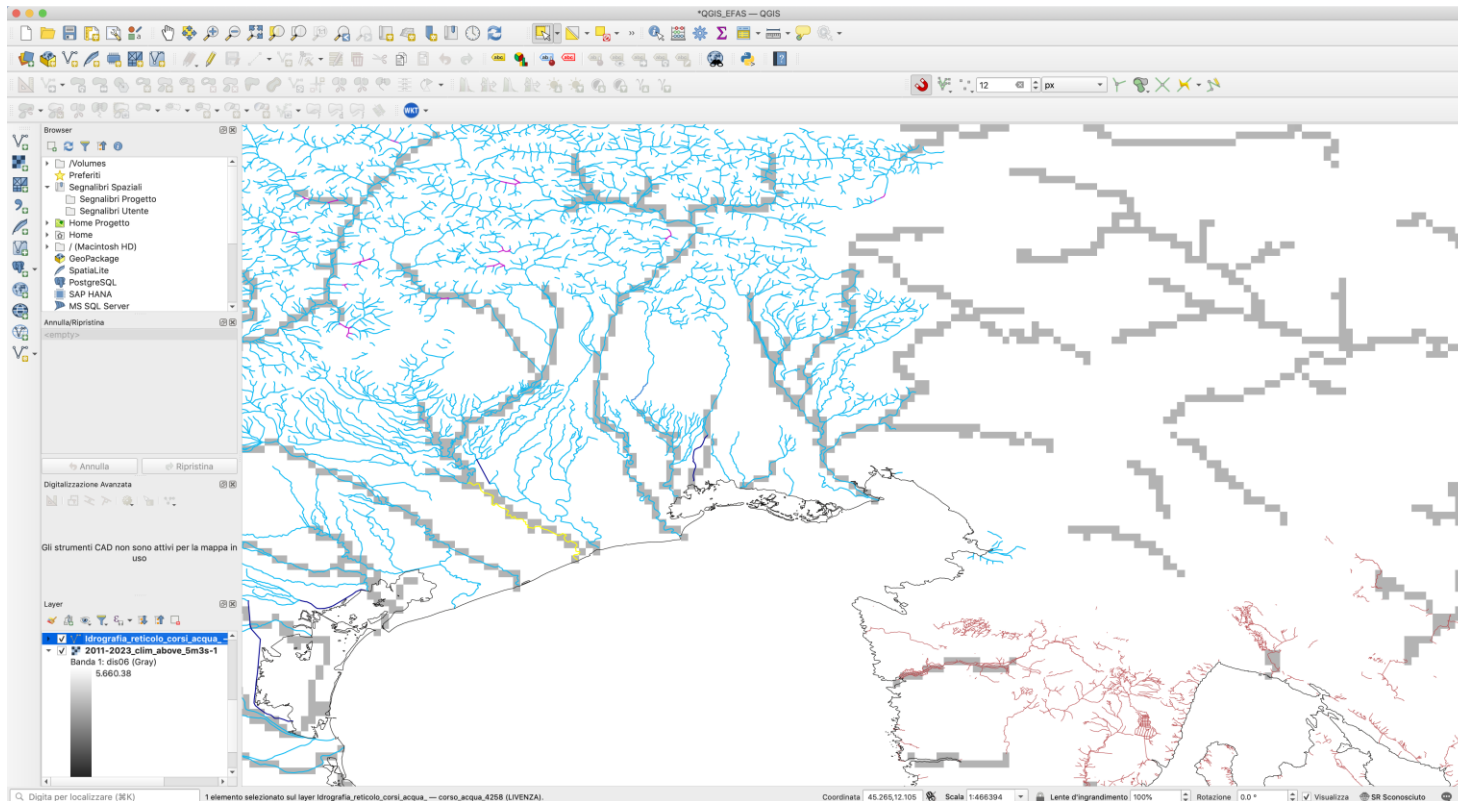 *QGIS_EFAS — QGIS
abc
abc
abc
12
px
WKT
Browser
/Volumes
Preferiti
Segnalibri Spaziali
Segnalibri Progetto
Segnalibri Utente
Home Progetto
Home
/ (Macintosh HD)
GeoPackage
SpatiaLite
PostgreSQL
SAP HANA
MS SQL Server
Annulla/Ripristina
<empty>
Annulla
Ripristina
Digitalizzazione Avanzata
Gli strumenti CAD non sono attivi per la mappa in
uso
Layer
Idrografia_reticolo_corsi_acqua_ —
2011-2023_clim_above_5m3s-1
Banda 1: dis06 (Gray)
5.660.38
Digita per localizzare (⌘K)
1 elemento selezionato sul layer Idrografia_reticolo_corsi_acqua_ — corso_acqua_4258 (LIVENZA).
Coordinata 45.265,12.105
Scala 1:466394
Lente d'ingrandimento 100%
Rotazione 0.0 °
Visualizza
SR Sconosciuto